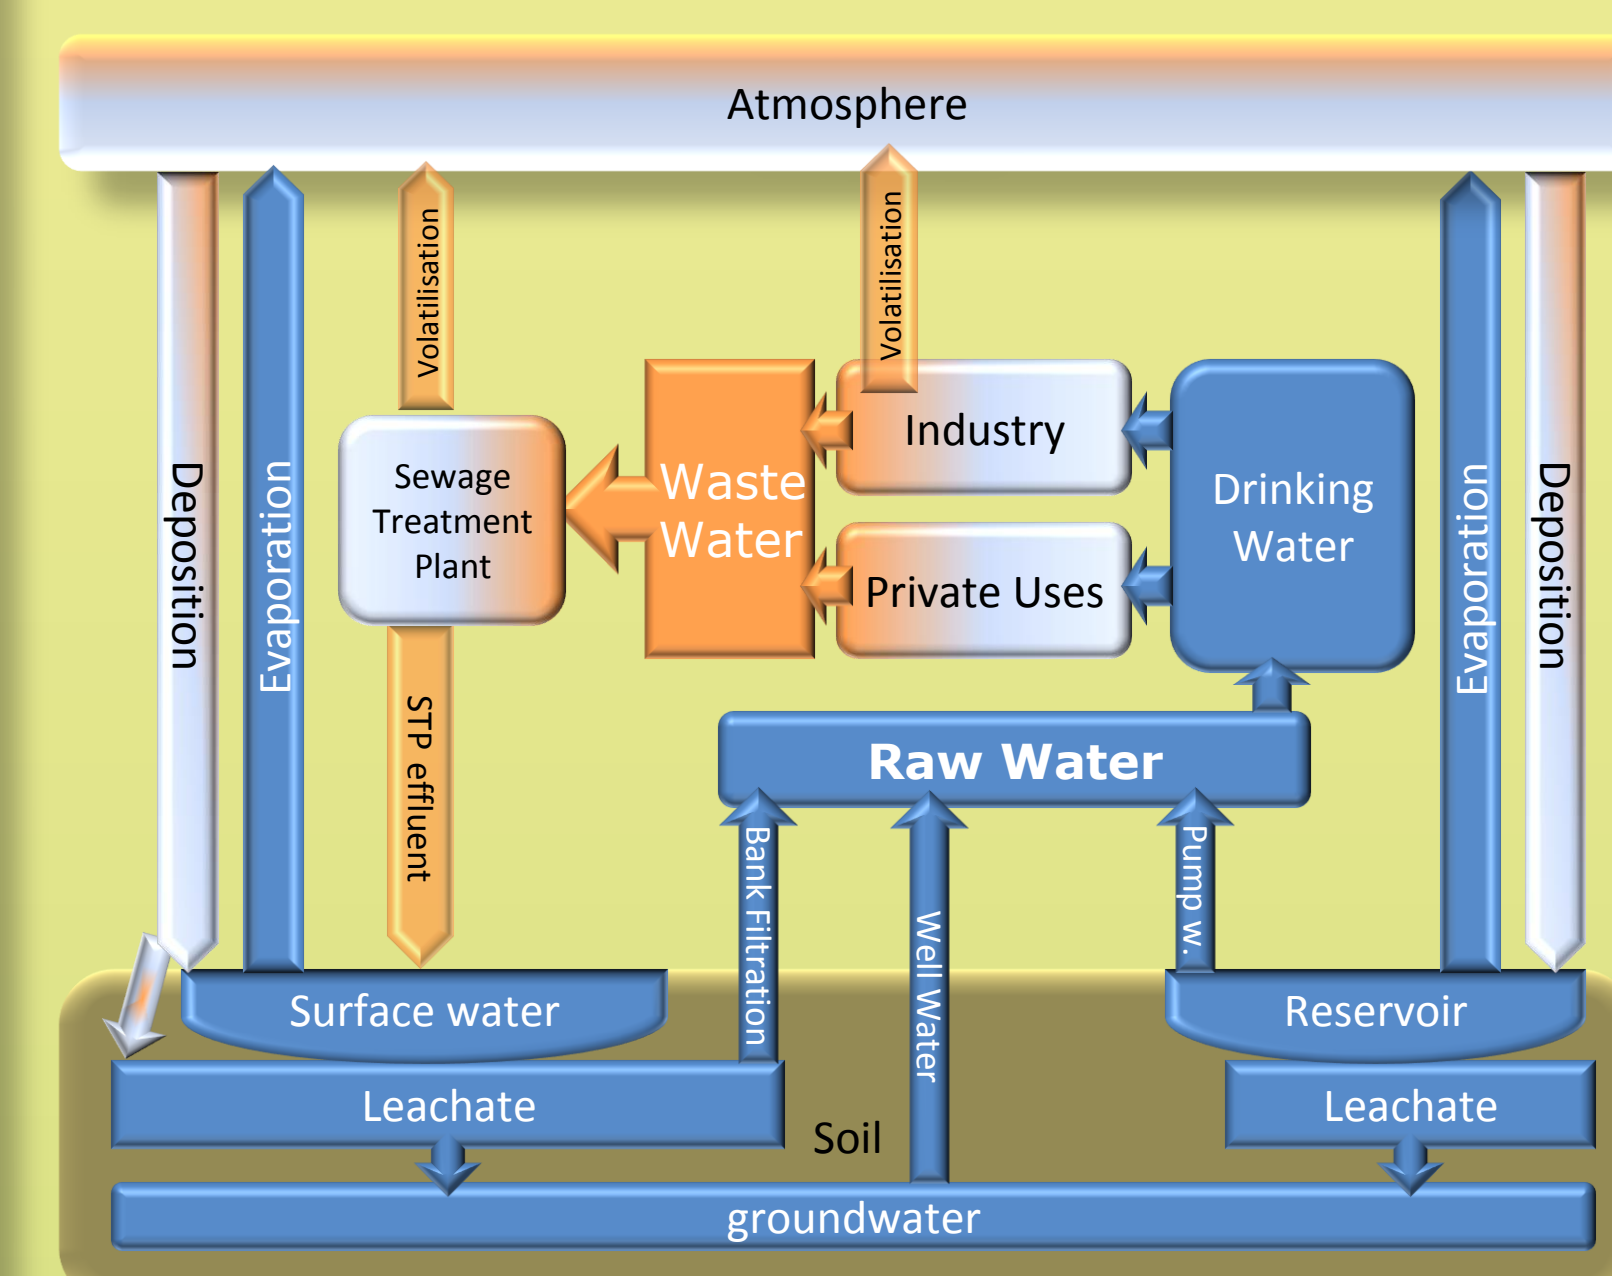 Atmosphere
Deposition
Evaporation
Volatilisation
Volatilisation
Evaporation
Deposition
Sewage
Treatment
Plant
Waste
Water
Industry
Private Uses
Drinking
Water
STP effluent
Raw Water
Bank Filtration
Well Water
Pump w.
Surface water
Reservoir
Leachate
Leachate
Soil
groundwater